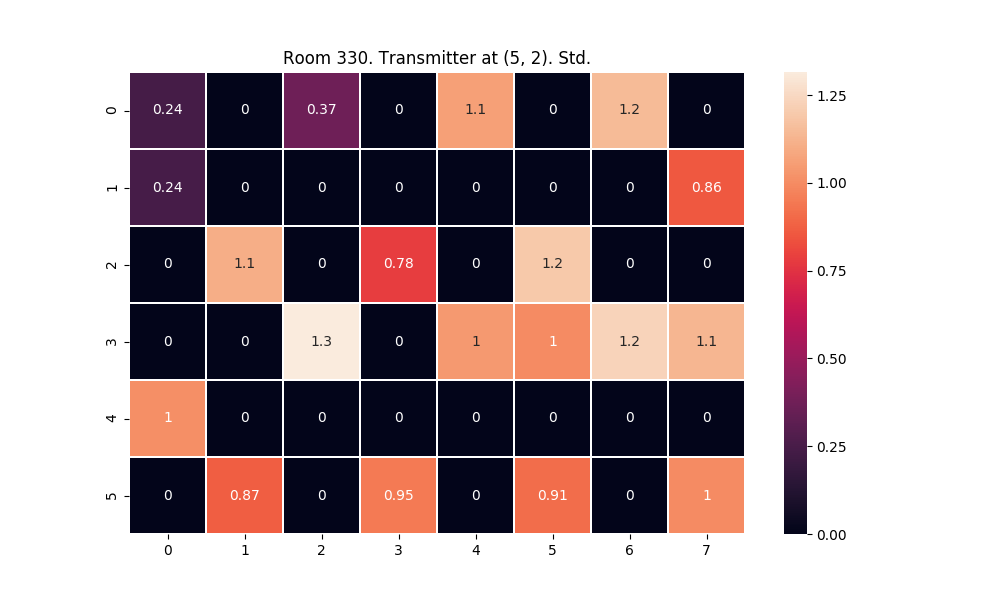 Room 330. Transmitter at (5, 2). Std.
0 0.24 0 0.37 0 1.1 0 1.2 0
1 0.24 0 0 0 0 0 0 0.86
2 0 1.1 0 0.78 0 1.2 0 0
3 0 0 1.3 0 1 1 1.2 1.1
4 1 0 0 0 0 0 0 0
5 0 0.87 0 0.95 0 0.91 0 1
0 1 2 3 4 5 6 7
1.25
1.00
0.75
0.50
0.25
0.00